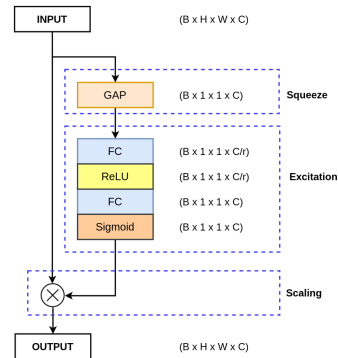 INPUT (B x H x W x C)
GAP (B x 1 x 1 x C) Squeeze
FC (B x 1 x 1 x C/r)
ReLU (B x 1 x 1 x C/r) Excitation
FC (B x 1 x 1 x C)
Sigmoid (B x 1 x 1 x C)
Scaling
OUTPUT (B x H x W x C)